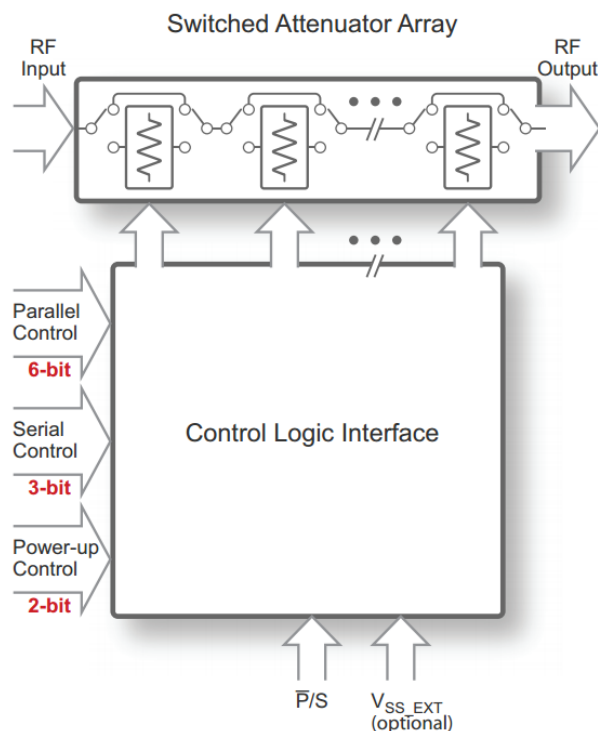 Switched Attenuator Array
RF
Input
RF
Output
Parallel
Control
6-bit
Serial
Control
3-bit
Power-up
Control
2-bit
Control Logic Interface
P̅/S
V_SS_EXT
(optional)